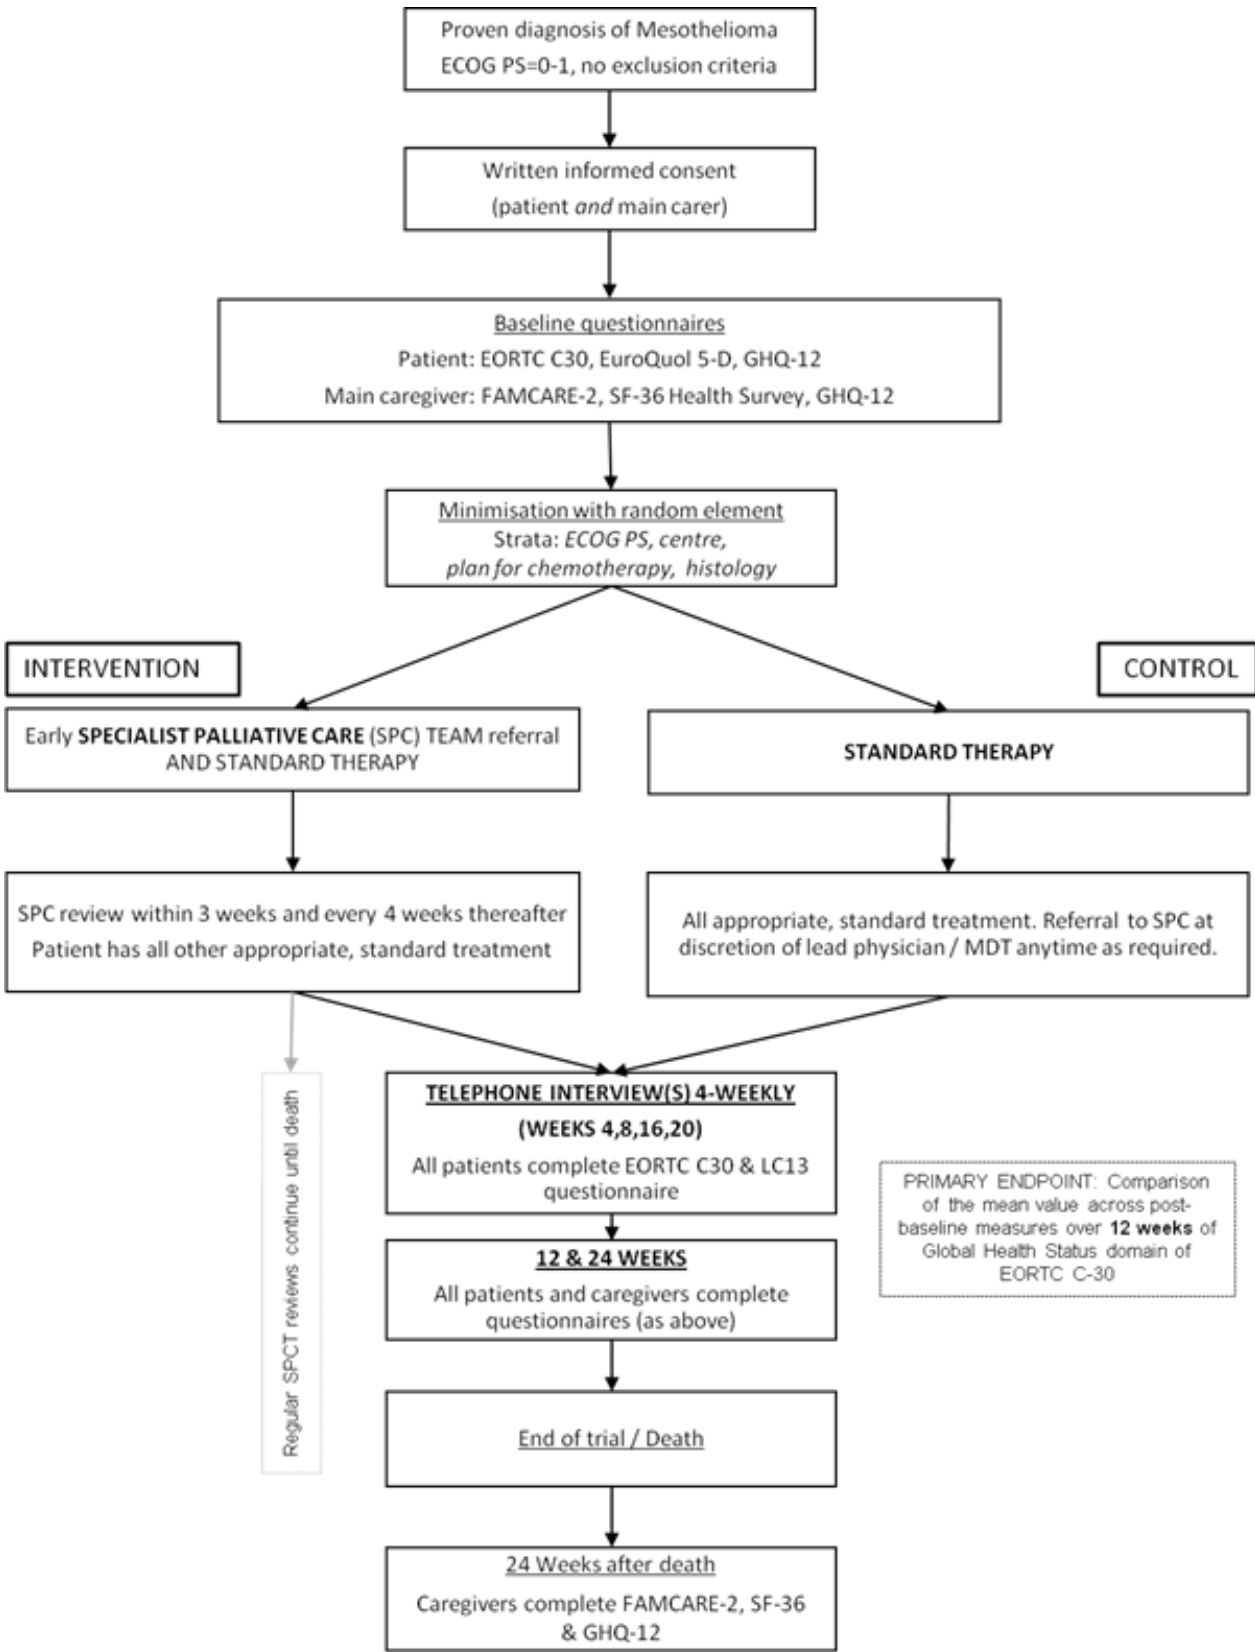 Proven diagnosis of Mesothelioma
ECOG PS=0-1, no exclusion criteria
Written informed consent
(patient and main carer)
Baseline questionnaires
Patient: EORTC C30, EuroQuol 5-D, GHQ-12
Main caregiver: FAMCARE-2, SF-36 Health Survey, GHQ-12
Minimisation with random element
Strata: ECOG PS, centre,
plan for chemotherapy, histology
INTERVENTION
CONTROL
Early SPECIALIST PALLIATIVE CARE (SPC) TEAM referral
AND STANDARD THERAPY
STANDARD THERAPY
SPC review within 3 weeks and every 4 weeks thereafter
Patient has all other appropriate, standard treatment
All appropriate, standard treatment. Referral to SPC at
discretion of lead physician / MDT anytime as required.
Regular SPCT reviews continue until death
TELEPHONE INTERVIEW(S) 4-WEEKLY
(WEEKS 4,8,16,20)
All patients complete EORTC C30 & LC13
questionnaire
PRIMARY ENDPOINT: Comparison
of the mean value across post-
baseline measures over 12 weeks of
Global Health Status domain of
EORTC C-30
12 & 24 WEEKS
All patients and caregivers complete
questionnaires (as above)
End of trial / Death
24 Weeks after death
Caregivers complete FAMCARE-2, SF-36
& GHQ-12